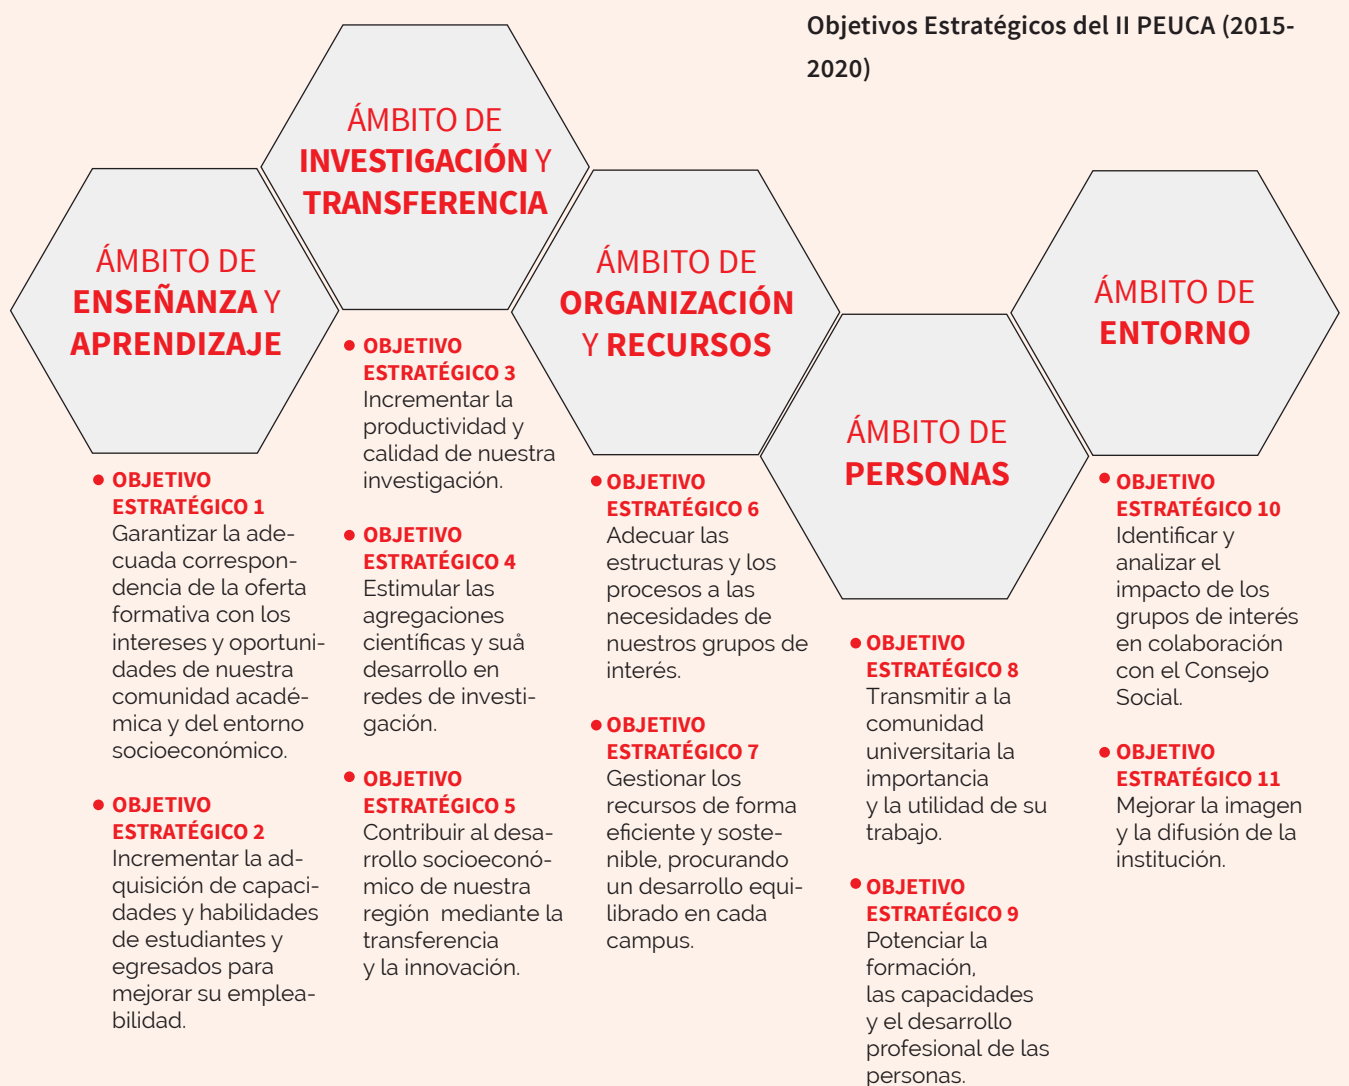 Objetivos Estratégicos del II PEUCA (2015-
2020)
ÁMBITO DE
ENSEÑANZA Y
APRENDIZAJE
OBJETIVO
ESTRATÉGICO 1
Garantizar la ade-
cuada correspon-
dencia de la oferta
formativa con los
intereses y oportuni-
dades de nuestra
comunidad acadé-
mica y del entorno
socioeconómico.
OBJETIVO
ESTRATÉGICO 2
Incrementar la ad-
quisición de capaci-
dades y habilidades
de estudiantes y
egresados para
mejorar su emplea-
bilidad.
ÁMBITO DE
INVESTIGACIÓN Y
TRANSFERENCIA
OBJETIVO
ESTRATÉGICO 3
Incrementar la
productividad y
calidad de nuestra
investigación.
OBJETIVO
ESTRATÉGICO 4
Estimular las
agregaciones
científicas y suå
desarrollo en
redes de investi-
gación.
OBJETIVO
ESTRATÉGICO 5
Contribuir al desa-
rrollo socioeconó-
mico de nuestra
región  mediante la
transferencia
y la innovación.
ÁMBITO DE
ORGANIZACIÓN
Y RECURSOS
OBJETIVO
ESTRATÉGICO 6
Adecuar las
estructuras y los
procesos a las
necesidades de
nuestros grupos de
interés.
OBJETIVO
ESTRATÉGICO 7
Gestionar los
recursos de forma
eficiente y soste-
nible, procurando
un desarrollo equi-
librado en cada
campus.
ÁMBITO DE
PERSONAS
OBJETIVO
ESTRATÉGICO 8
Transmitir a la
comunidad
universitaria la
importancia
y la utilidad de su
trabajo.
OBJETIVO
ESTRATÉGICO 9
Potenciar la
formación,
las capacidades
y el desarrollo
profesional de las
personas.
ÁMBITO DE
ENTORNO
OBJETIVO
ESTRATÉGICO 10
Identificar y
analizar el
impacto de los
grupos de interés
en colaboración
con el Consejo
Social.
OBJETIVO
ESTRATÉGICO 11
Mejorar la imagen
y la difusión de la
institución.